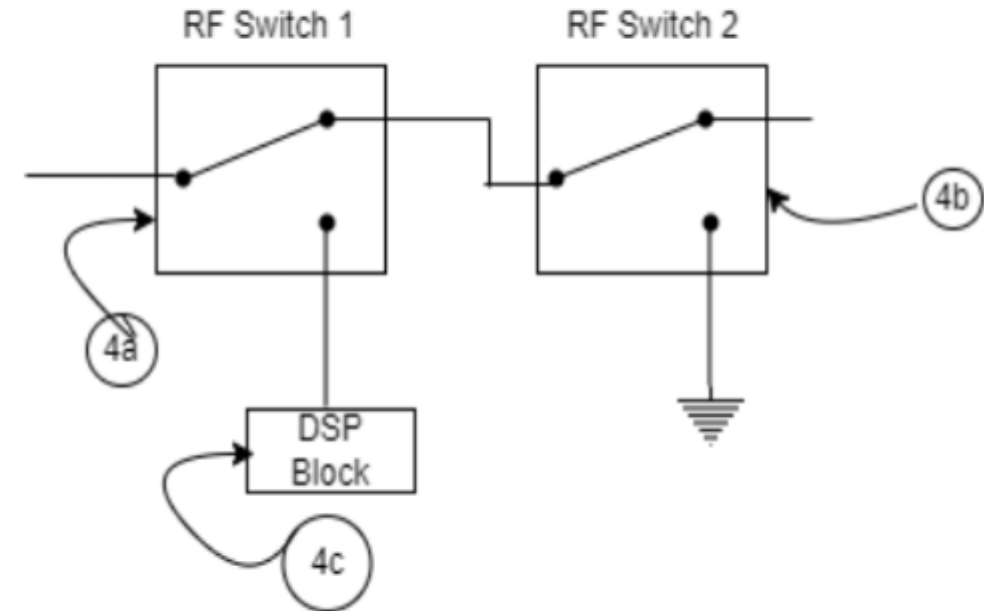 RF Switch 1
RF Switch 2
4b
4a
DSP
Block
4c